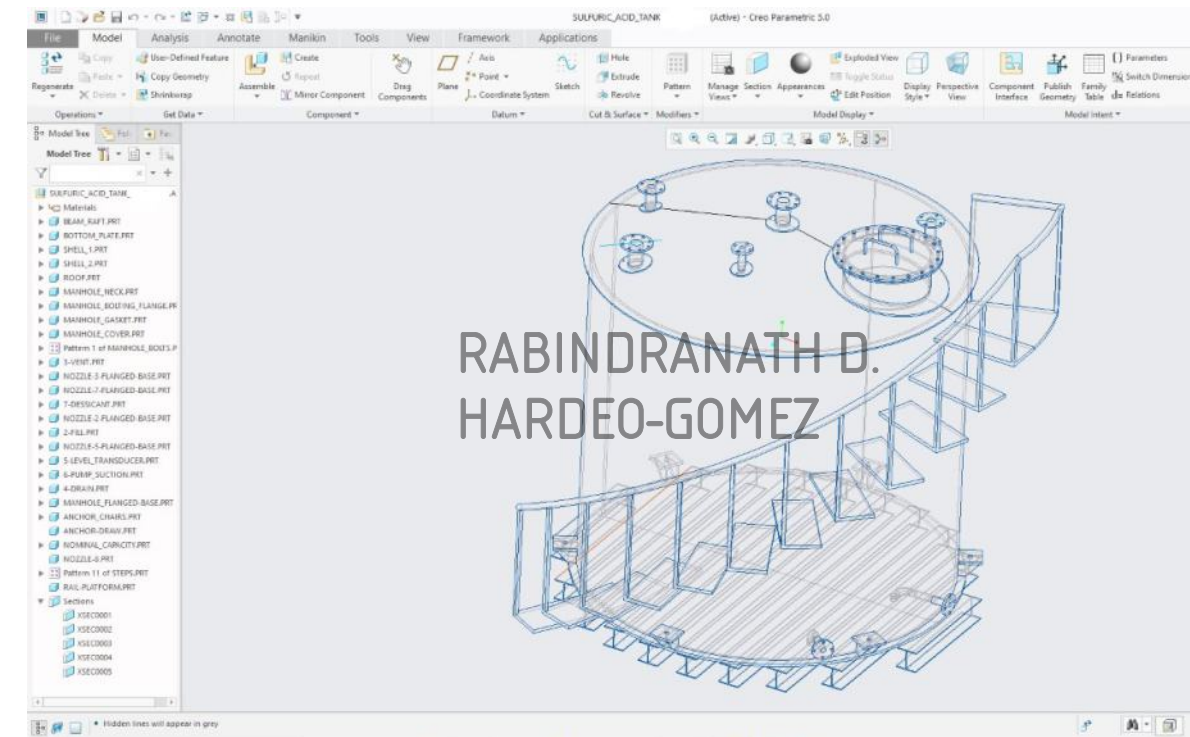 SULFURIC_ACID_TANK (Active) - Creo Parametric 5.0
File Model Analysis Annotate Manikin Tools View Framework Applications
Regenerate
Copy
Paste
Delete
Operations
User-Defined Feature
Copy Geometry
Shrinkwrap
Get Data
Assemble
Create
Repeat
Mirror Component
Drag Components
Component
Plane
Axis
Point
Coordinate System
Sketch
Datum
Hole
Extrude
Revolve
Cut & Surface
Pattern
Modifiers
Manage Views
Section
Appearances
Exploded View
Toggle Status
Edit Position
Display Style
Perspective View
Model Display
Component Interface
Publish Geometry
Family Table
[] Parameters
Switch Dimension
d= Relations
Model Intent
Model Tree
Model Tree
SULFURIC_ACID_TANK_
Materials
BEAM_RAFT.PRT
BOTTOM_PLATE.PRT
SHELL_1.PRT
SHELL_2.PRT
ROOF.PRT
MANHOLE_NECK.PRT
MANHOLE_BOLTING_FLANGE.PR
MANHOLE_GASKET.PRT
MANHOLE_COVER.PRT
Pattern 1 of MANHOLE_BOLTS.P
3-VENT.PRT
NOZZLE-3-FLANGED-BASE.PRT
NOZZLE-7-FLANGED-BASE.PRT
7-DESSICANT.PRT
NOZZLE-2-FLANGED-BASE.PRT
2-FILL.PRT
NOZZLE-5-FLANGED-BASE.PRT
5-LEVEL_TRANSDUCER.PRT
6-PUMP_SUCTION.PRT
4-DRAIN.PRT
MANHOLE_FLANGED-BASE.PRT
ANCHOR_CHAIRS.PRT
ANCHOR-DRAW.PRT
NOMINAL_CAPACITY.PRT
NOZZLE-6.PRT
Pattern 11 of STEPS.PRT
RAIL-PLATFORM.PRT
Sections
XSEC0001
XSEC0002
XSEC0003
XSEC0004
XSEC0005
RABINDRANATH D.
HARDEO-GOMEZ
Hidden lines will appear in grey